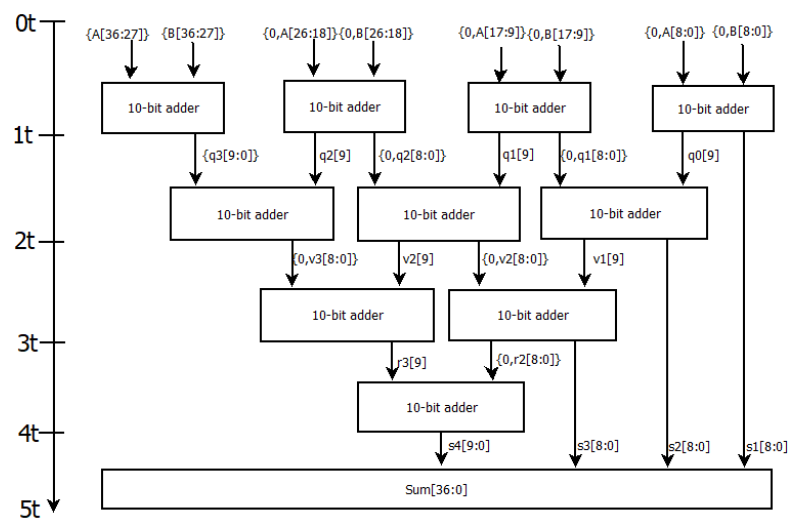 0t
{A[36:27]} {B[36:27]} {0,A[26:18]} {0,B[26:18]} {0,A[17:9]} {0,B[17:9]} {0,A[8:0]} {0,B[8:0]}
10-bit adder 10-bit adder 10-bit adder 10-bit adder
1t
{q3[9:0]} q2[9] {0,q2[8:0]} q1[9] {0,q1[8:0]} q0[9]
10-bit adder 10-bit adder 10-bit adder
2t
{0,v3[8:0]} v2[9] {0,v2[8:0]} v1[9]
10-bit adder 10-bit adder
3t
r3[9] {0,r2[8:0]}
10-bit adder
4t
s4[9:0] s3[8:0] s2[8:0] s1[8:0]
Sum[36:0]
5t